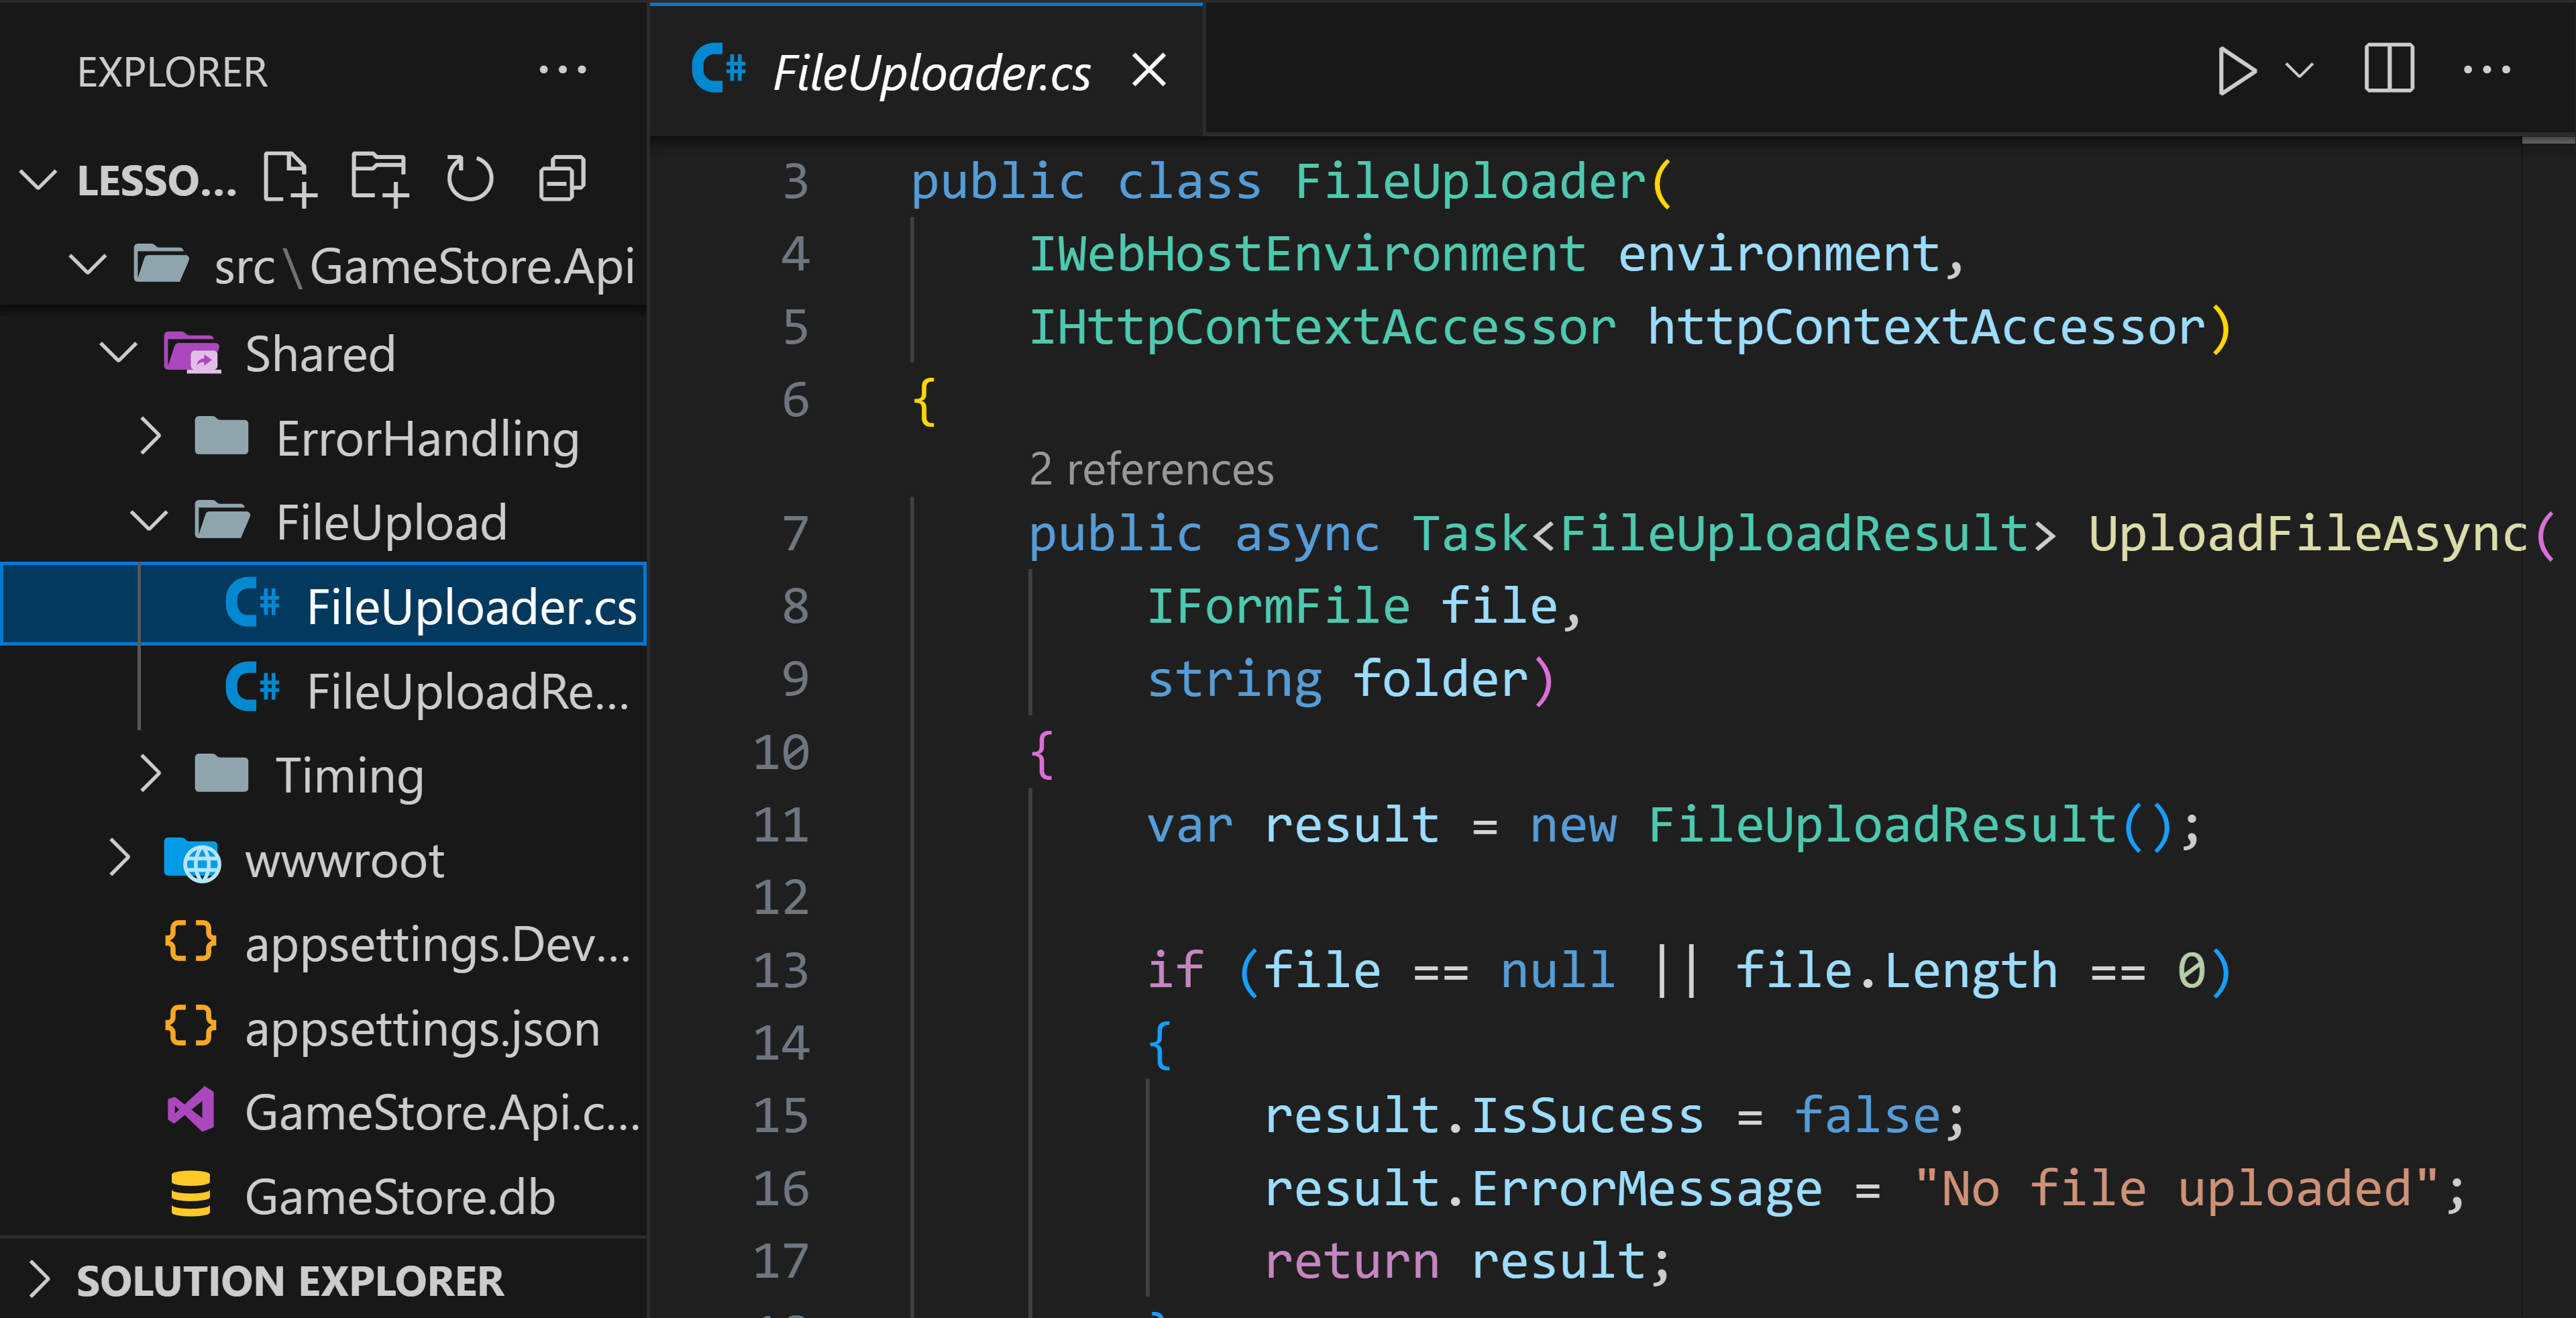 EXPLORER
LESSO...
src\GameStore.Api
Shared
ErrorHandling
FileUpload
C# FileUploader.cs
C# FileUploadRe...
Timing
wwwroot
{} appsettings.Dev...
{} appsettings.json
GameStore.Api.c...
GameStore.db
SOLUTION EXPLORER
C# FileUploader.cs
3 public class FileUploader(
4 IWebHostEnvironment environment,
5 IHttpContextAccessor httpContextAccessor)
6 {
2 references
7 public async Task<FileUploadResult> UploadFileAsync(
8 IFormFile file,
9 string folder)
10 {
11 var result = new FileUploadResult();
12
13 if (file == null || file.Length == 0)
14 {
15 result.IsSucess = false;
16 result.ErrorMessage = "No file uploaded";
17 return result;